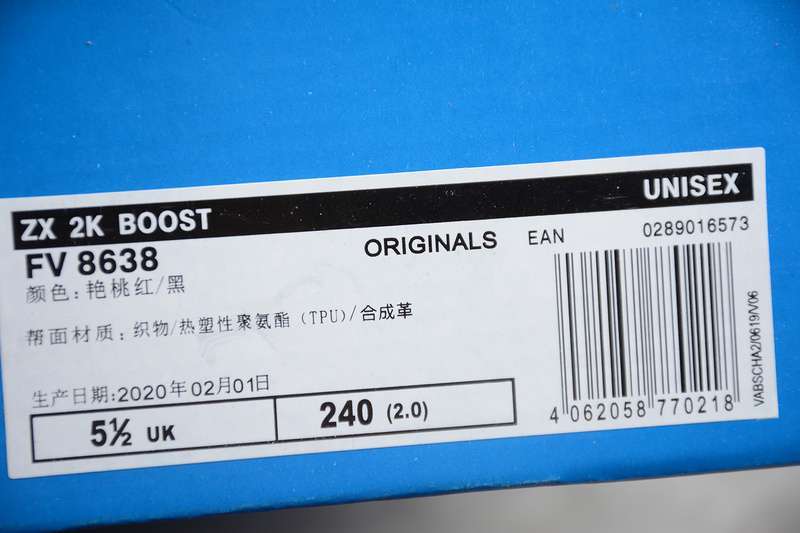 ZX 2K BOOST
UNISEX
FV 8638
ORIGINALS
EAN
0289016573
颜色:艳桃红/黑
帮面材质:织物/热塑性聚氨酯(TPU)/合成革
生产日期:2020年02月01日
5½ UK
240 (2.0)
4 062058 770218
VABSCHA2/0619/V06